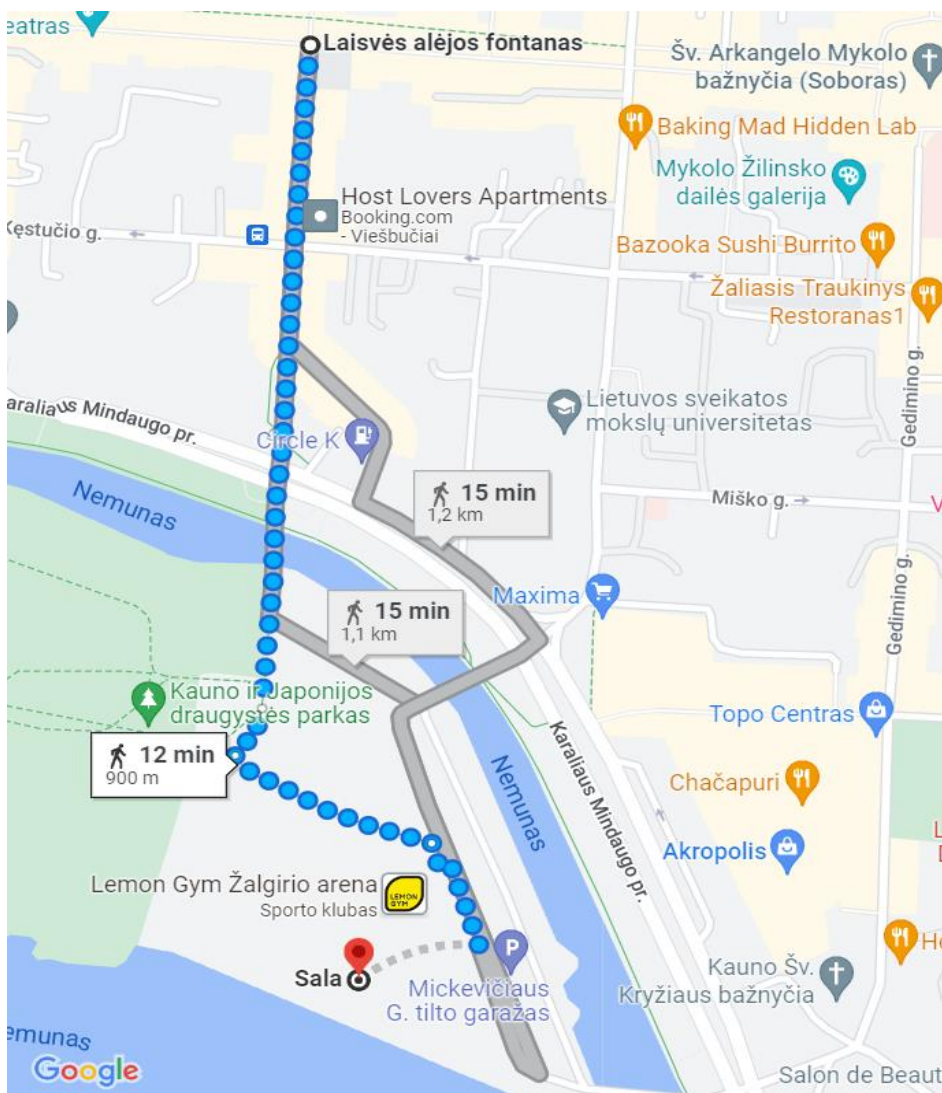 eatras
Laisvės alėjos fontanas
Šv. Arkangelo Mykolo
bažnyčia (Soboras)
Baking Mad Hidden Lab
Mykolo Žilinsko
dailės galerija
Host Lovers Apartments
Booking.com
- Viešbučiai
Kęstučio g.
Bazooka Sushi Burrito
Žaliasis Traukinys
Restoranas1
Gedimino g.
Lietuvos sveikatos
mokslų universitetas
araliaus Mindaugo pr.
Circle K
15 min
1,2 km
Miško g.
V
Nemunas
Maxima
15 min
1,1 km
Gedimino g.
Kauno ir Japonijos
draugystės parkas
Topo Centras
12 min
900 m
Karaliaus Mindaugo pr.
Nemunas
Chačapuri
Akropolis
L
D
Lemon Gym Žalgirio arena
Sporto klubas
LEMON
GYM
He
P
Sala
Mickevičiaus
G. tilto garažas
Kauno Šv.
Kryžiaus bažnyčia
emunas
Google
Salon de Beaut